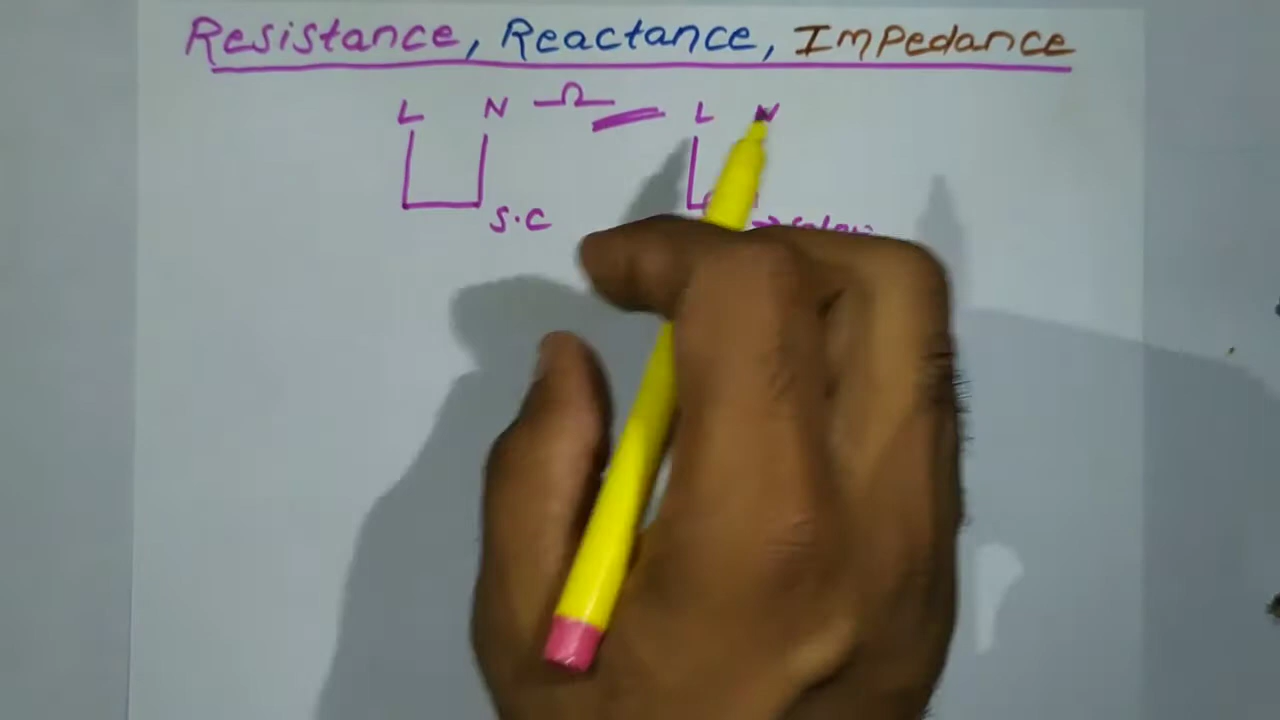 Resistance, Reactance, Impedance
L N Ω L N
S.C